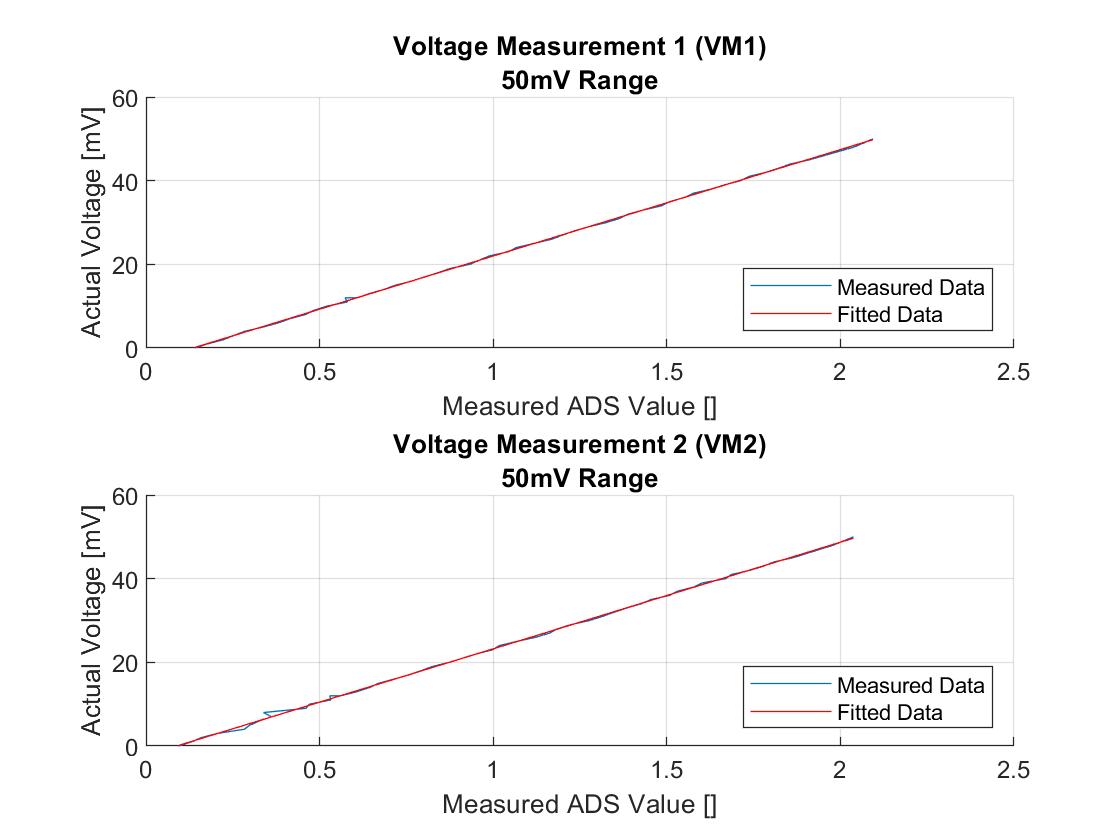 Voltage Measurement 1 (VM1)
50mV Range
60
40
20
0
Actual Voltage [mV]
Measured Data
Fitted Data
0 0.5 1 1.5 2 2.5
Measured ADS Value []
Voltage Measurement 2 (VM2)
50mV Range
60
40
20
0
Actual Voltage [mV]
Measured Data
Fitted Data
0 0.5 1 1.5 2 2.5
Measured ADS Value []